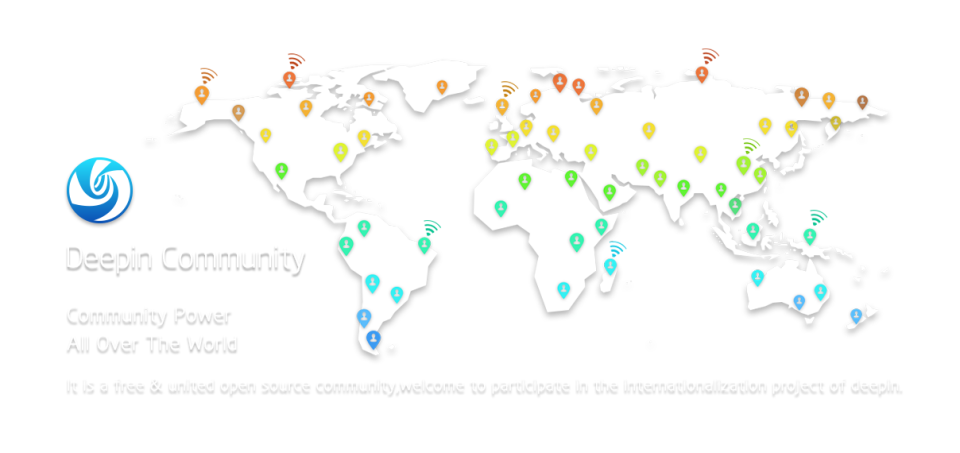 Deepin Community
Community Power
All Over The World
It is a free & united open source community,welcome to participate in the internationalization project of deepin.